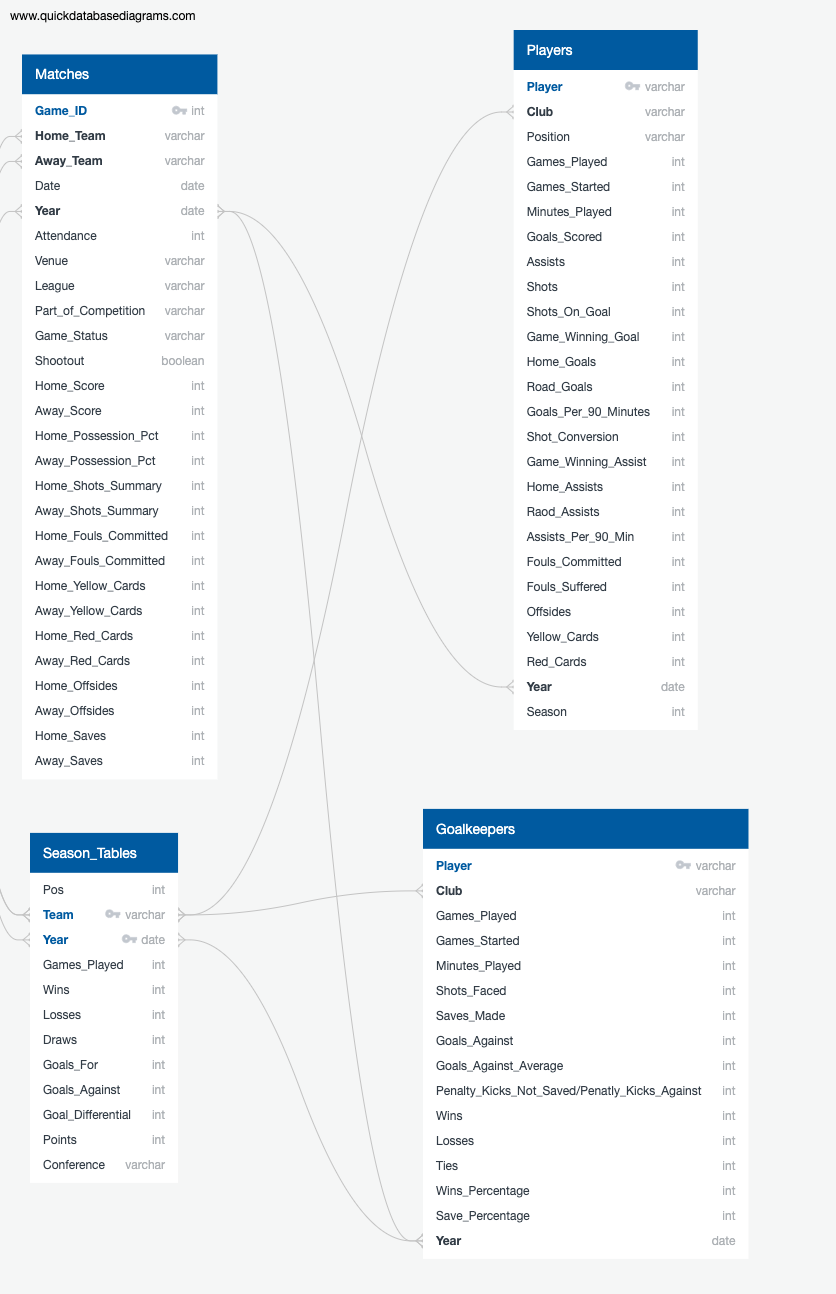 www.quickdatabasediagrams.com
Matches
Game_ID int
Home_Team varchar
Away_Team varchar
Date date
Year date
Attendance int
Venue varchar
League varchar
Part_of_Competition varchar
Game_Status varchar
Shootout boolean
Home_Score int
Away_Score int
Home_Possession_Pct int
Away_Possession_Pct int
Home_Shots_Summary int
Away_Shots_Summary int
Home_Fouls_Committed int
Away_Fouls_Committed int
Home_Yellow_Cards int
Away_Yellow_Cards int
Home_Red_Cards int
Away_Red_Cards int
Home_Offsides int
Away_Offsides int
Home_Saves int
Away_Saves int
Players
Player varchar
Club varchar
Position varchar
Games_Played int
Games_Started int
Minutes_Played int
Goals_Scored int
Assists int
Shots int
Shots_On_Goal int
Game_Winning_Goal int
Home_Goals int
Road_Goals int
Goals_Per_90_Minutes int
Shot_Conversion int
Game_Winning_Assist int
Home_Assists int
Raod_Assists int
Assists_Per_90_Min int
Fouls_Committed int
Fouls_Suffered int
Offsides int
Yellow_Cards int
Red_Cards int
Year date
Season int
Season_Tables
Pos int
Team varchar
Year date
Games_Played int
Wins int
Losses int
Draws int
Goals_For int
Goals_Against int
Goal_Differential int
Points int
Conference varchar
Goalkeepers
Player varchar
Club varchar
Games_Played int
Games_Started int
Minutes_Played int
Shots_Faced int
Saves_Made int
Goals_Against int
Goals_Against_Average int
Penalty_Kicks_Not_Saved/Penatly_Kicks_Against int
Wins int
Losses int
Ties int
Wins_Percentage int
Save_Percentage int
Year date